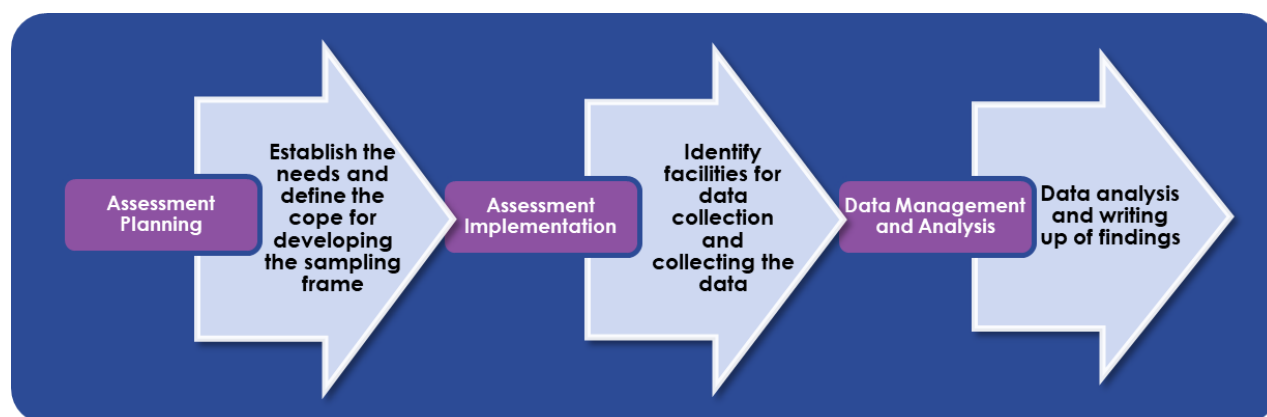 Assessment
Planning
Establish the
needs and
define the
cope for
developing
the sampling
frame
Assessment
Implementation
Identify
facilities for
data
collection
and
collecting the
data
Data Management
and Analysis
Data analysis
and writing
up of findings